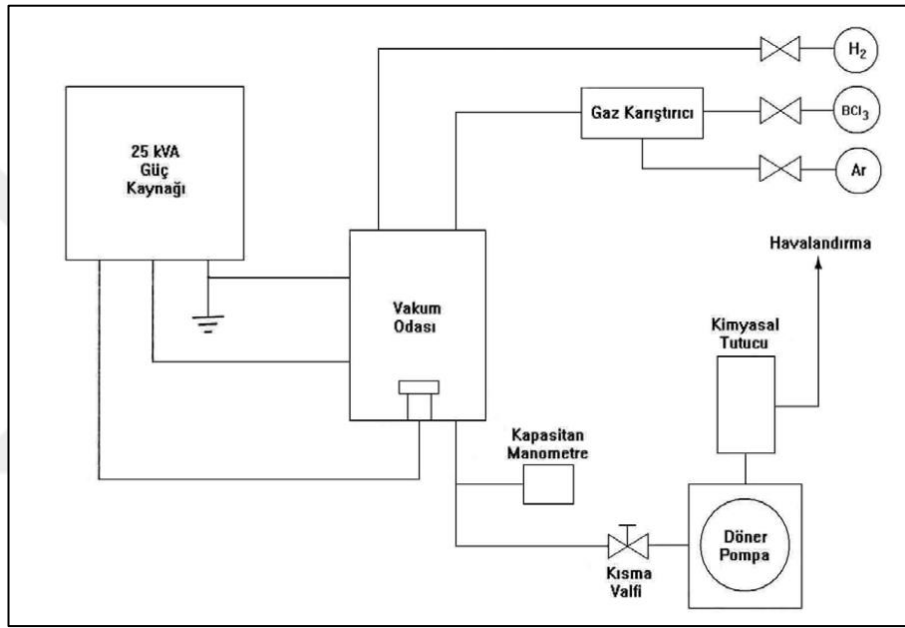 25 kVA
Güç
Kaynağı
H₂
Gaz Karıştırıcı
BCl₃
Ar
Vakum
Odası
Havalandırma
Kimyasal
Tutucu
Kapasitan
Manometre
Kısma
Valfi
Döner
Pompa